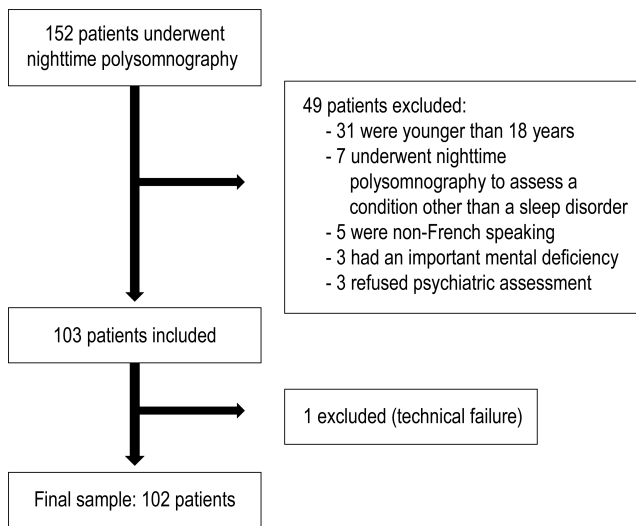 152 patients underwent
nighttime polysomnography
49 patients excluded:
- 31 were younger than 18 years
- 7 underwent nighttime
polysomnography to assess a
condition other than a sleep disorder
- 5 were non-French speaking
- 3 had an important mental deficiency
- 3 refused psychiatric assessment
103 patients included
1 excluded (technical failure)
Final sample: 102 patients